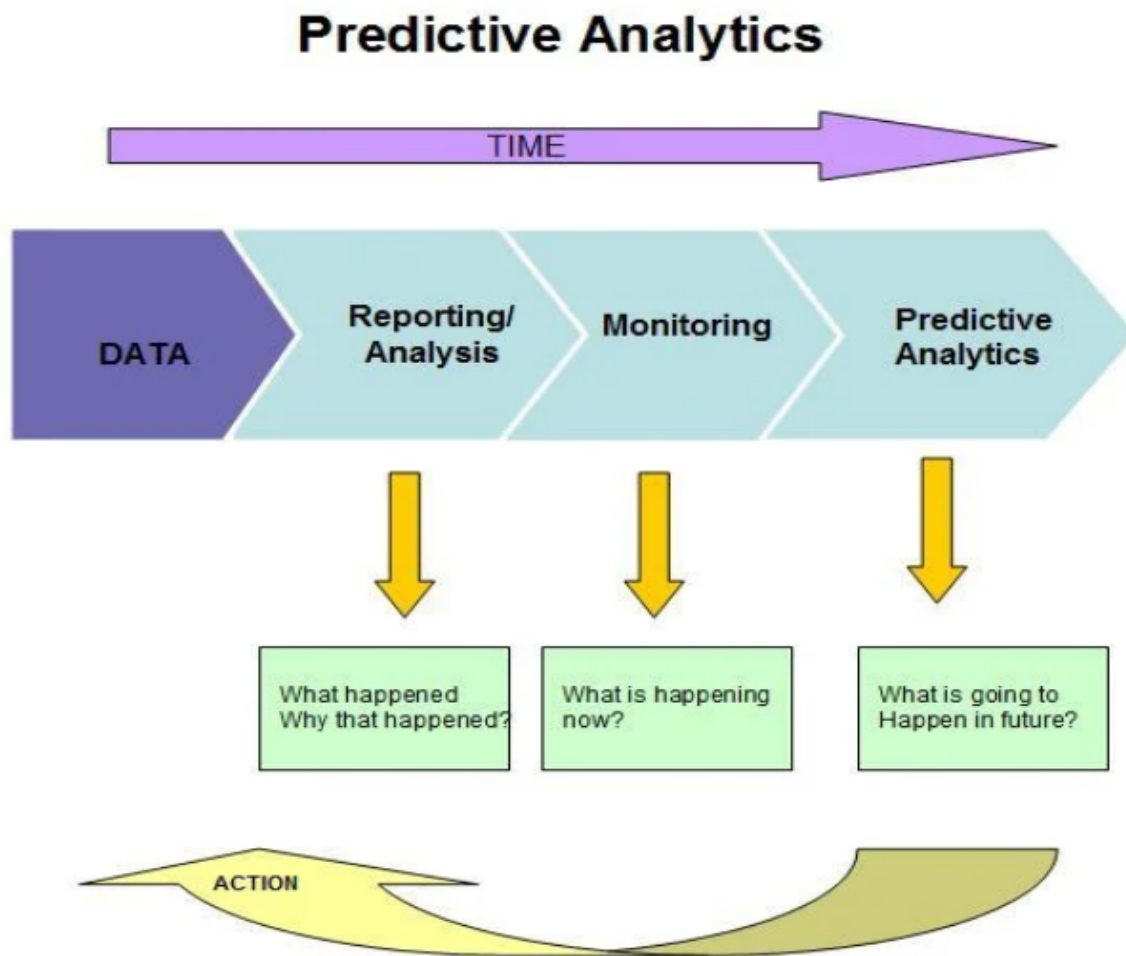 Predictive Analytics
TIME
DATA
Reporting/
Analysis
Monitoring
Predictive
Analytics
What happened
Why that happened?
What is happening
now?
What is going to
Happen in future?
ACTION